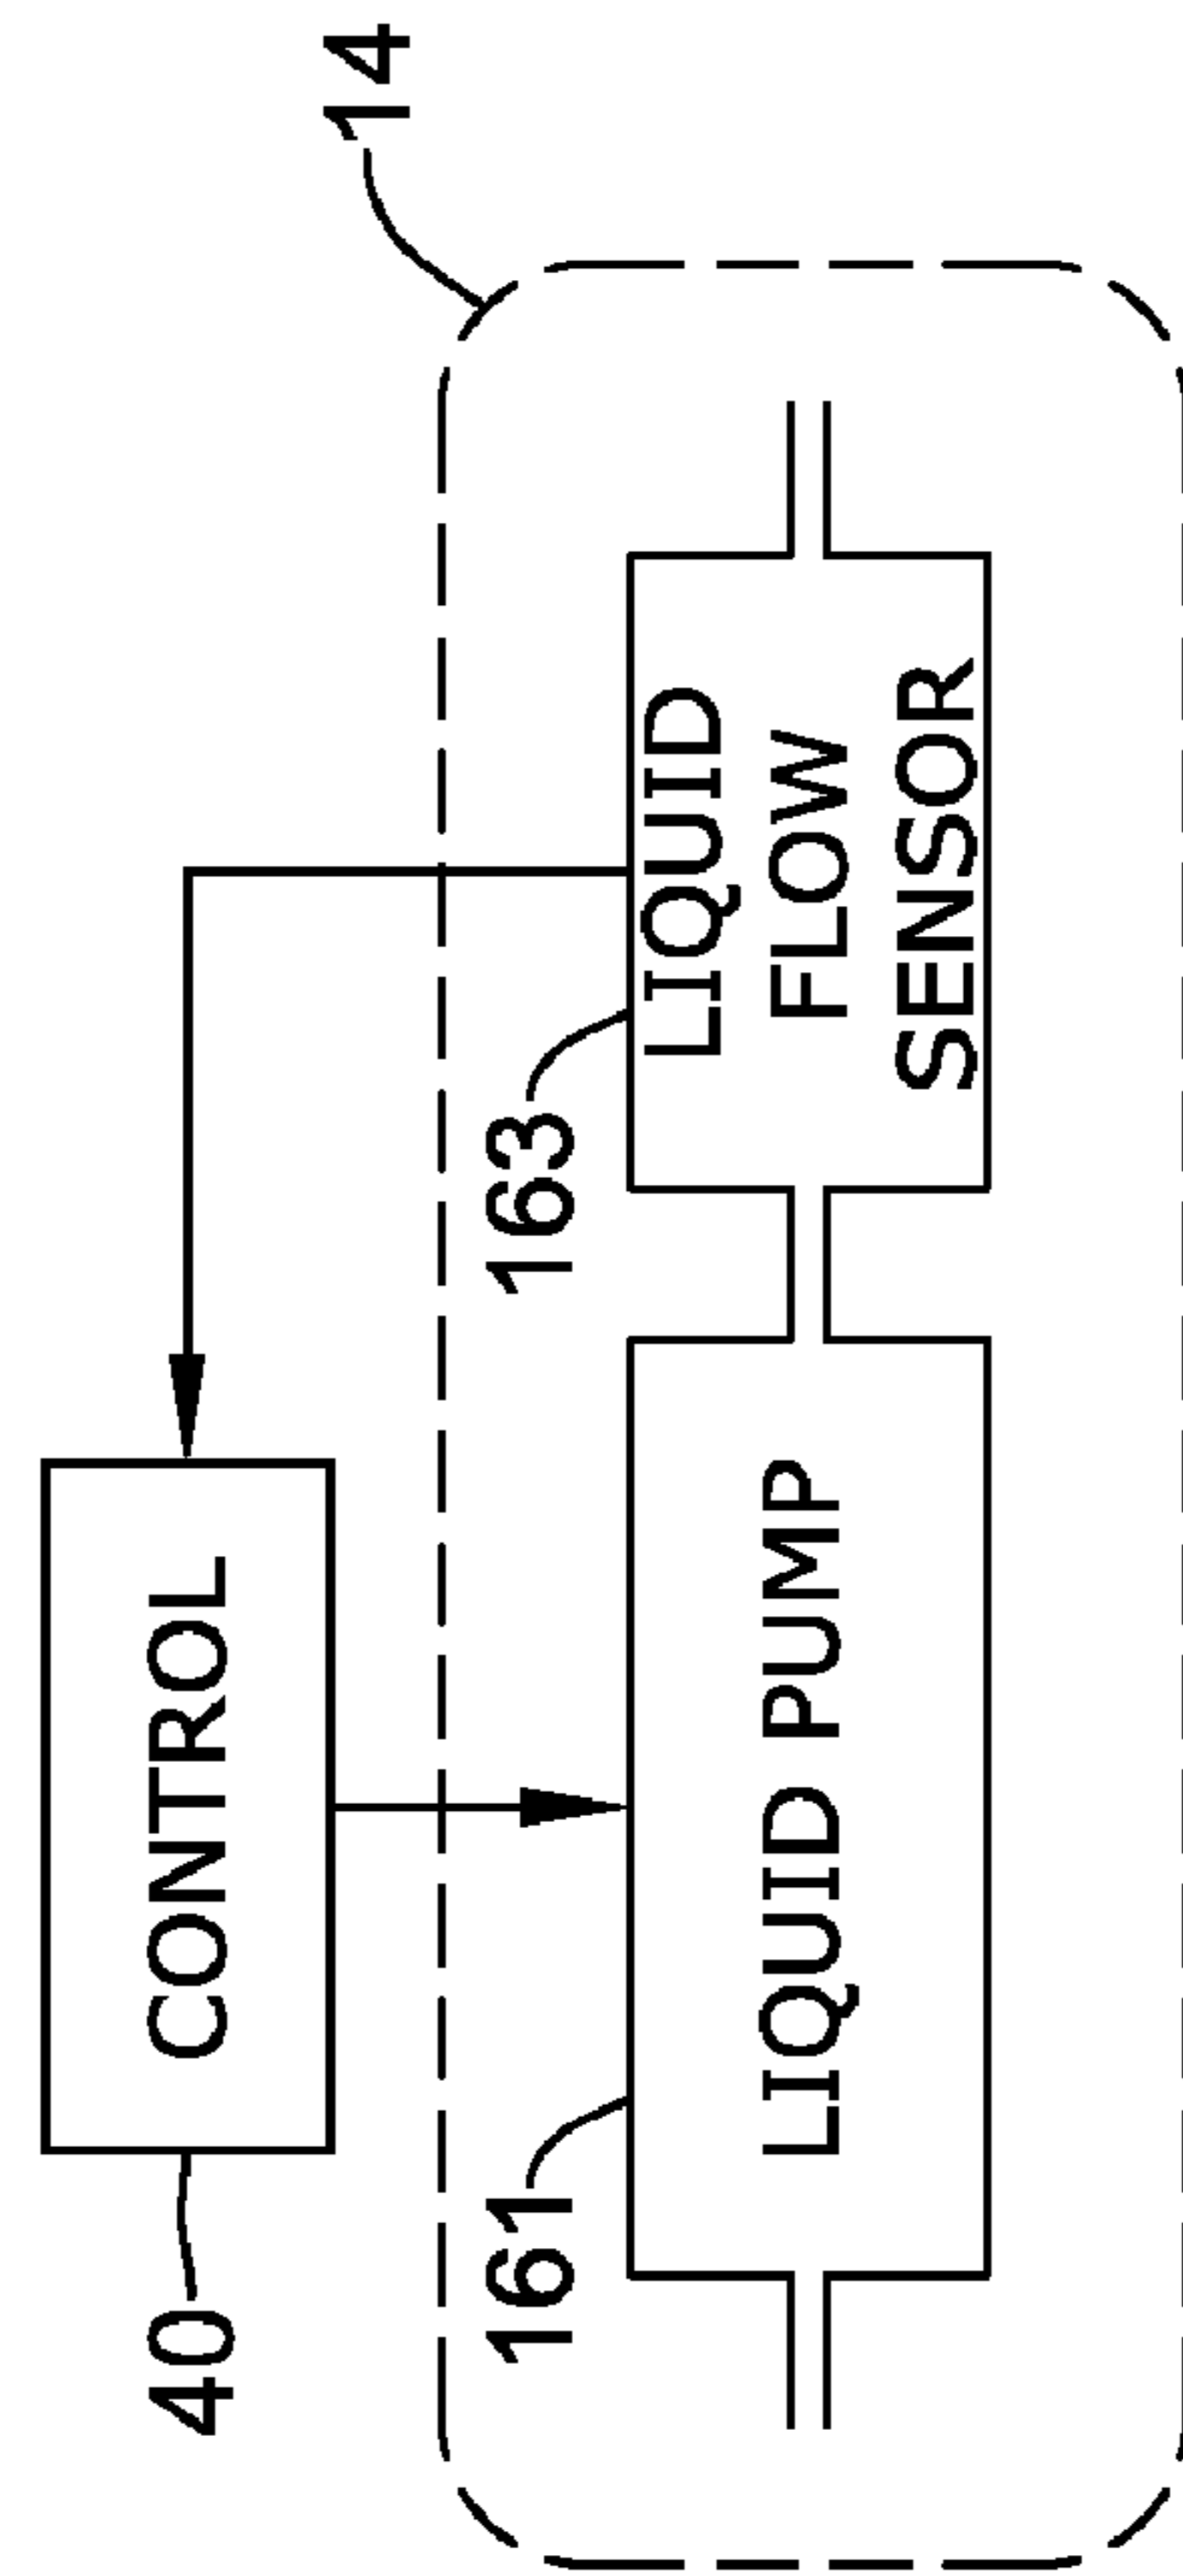 14
40
CONTROL
161
163
LIQUID PUMP
LIQUID
FLOW
SENSOR